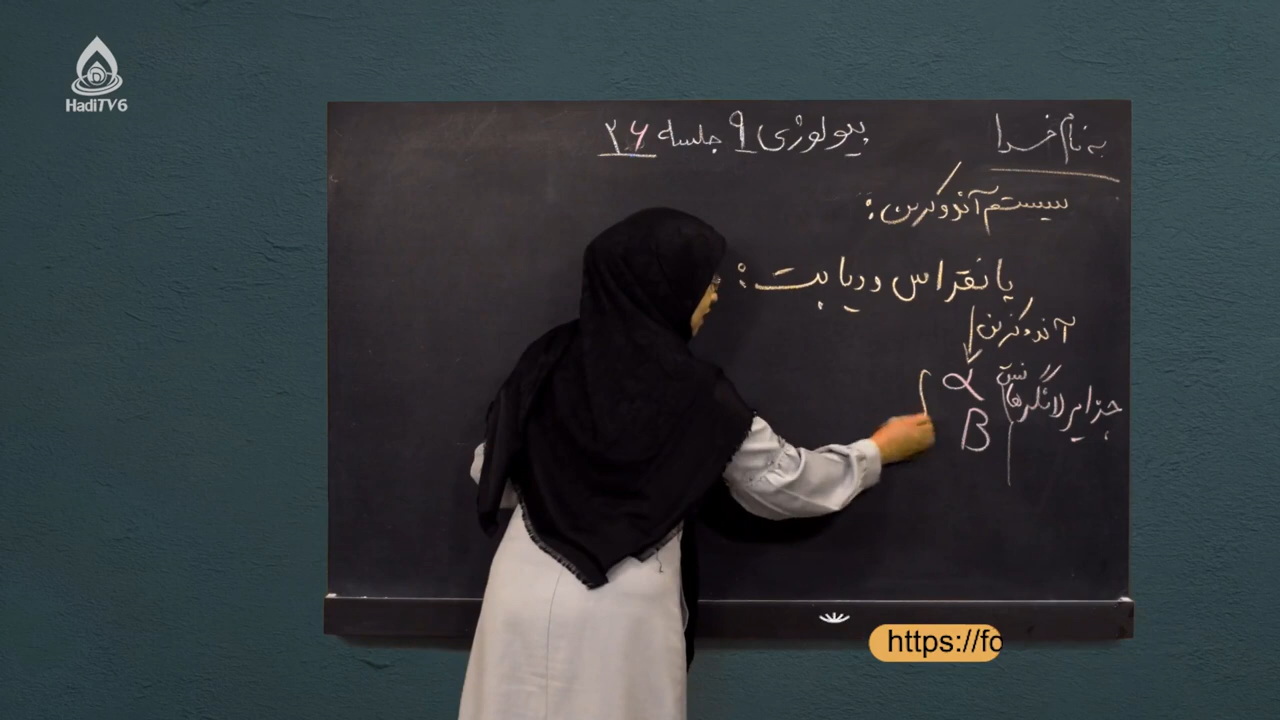 به نام خدا
بیولوژی ۹ جلسه ۲۶
سیستم آندوکرین:
پانقراس و دیابت:
آندوکرین
α
جزایر لانگرهانس
B
HadiTV6
https://fo